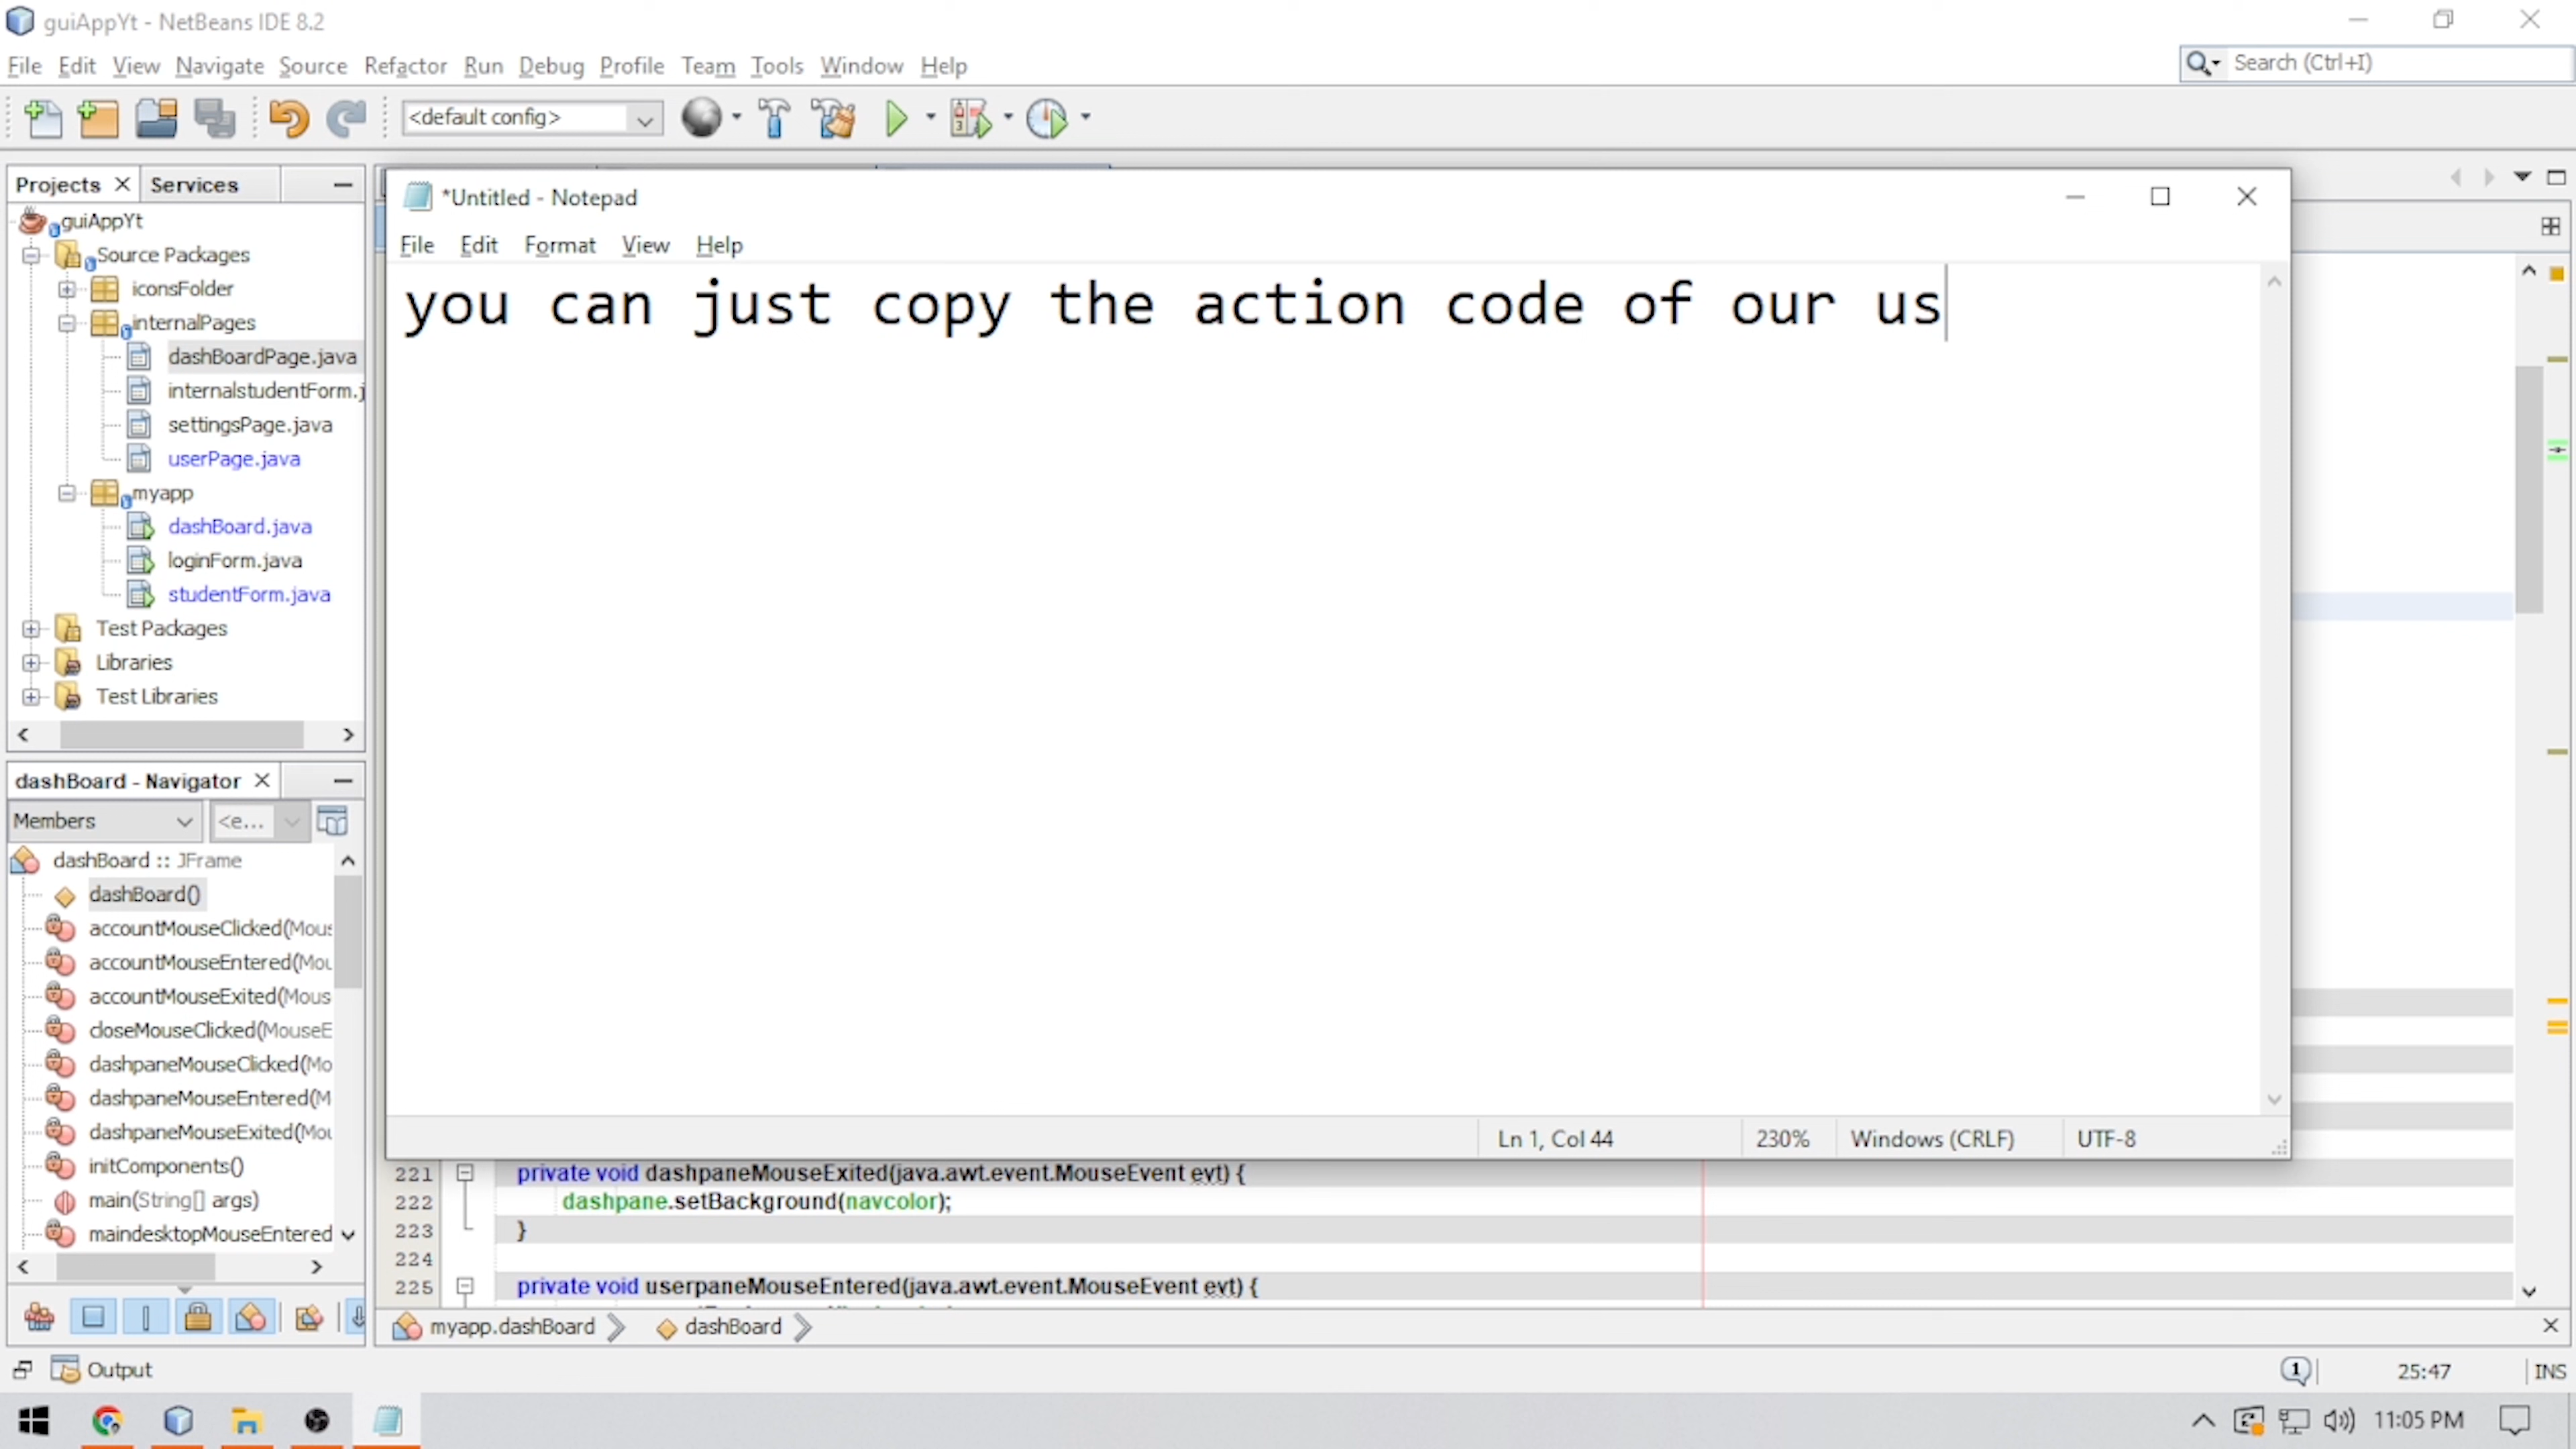 guiAppYt - NetBeans IDE 8.2
File Edit View Navigate Source Refactor Run Debug Profile Team Tools Window Help
Search (Ctrl+I)
<default config>
Projects
Services
guiAppYt
Source Packages
iconsFolder
internalPages
dashBoardPage.java
internalstudentForm.j
settingsPage.java
userPage.java
myapp
dashBoard.java
loginForm.java
studentForm.java
Test Packages
Libraries
Test Libraries
dashBoard - Navigator
Members
<e...
dashBoard :: JFrame
dashBoard()
accountMouseClicked(Mous
accountMouseEntered(Mou
accountMouseExited(Mous
closeMouseClicked(MouseE
dashpaneMouseClicked(Mo
dashpaneMouseEntered(M
dashpaneMouseExited(Mou
initComponents()
main(String[] args)
maindesktopMouseEntered
*Untitled - Notepad
File Edit Format View Help
you can just copy the action code of our us
Ln 1, Col 44
230%
Windows (CRLF)
UTF-8
221 private void dashpaneMouseExited(java.awt.event.MouseEvent evt) {
222 dashpane.setBackground(navcolor);
223 }
224
225 private void userpaneMouseEntered(java.awt.event.MouseEvent evt) {
myapp.dashBoard
dashBoard
Output
1
25:47
INS
11:05 PM